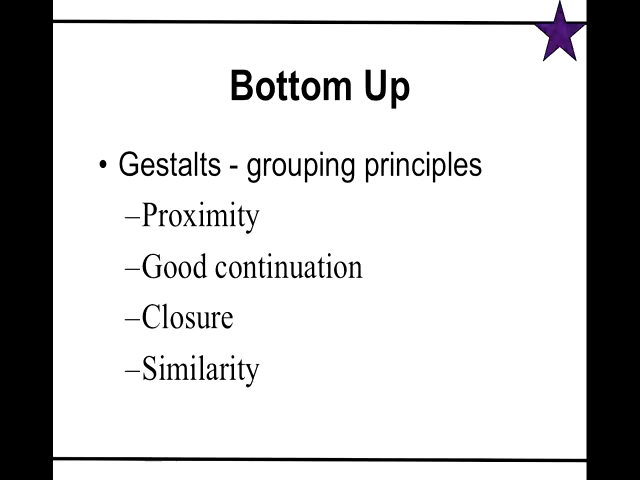 Bottom Up
• Gestalts - grouping principles
–Proximity
–Good continuation
–Closure
–Similarity